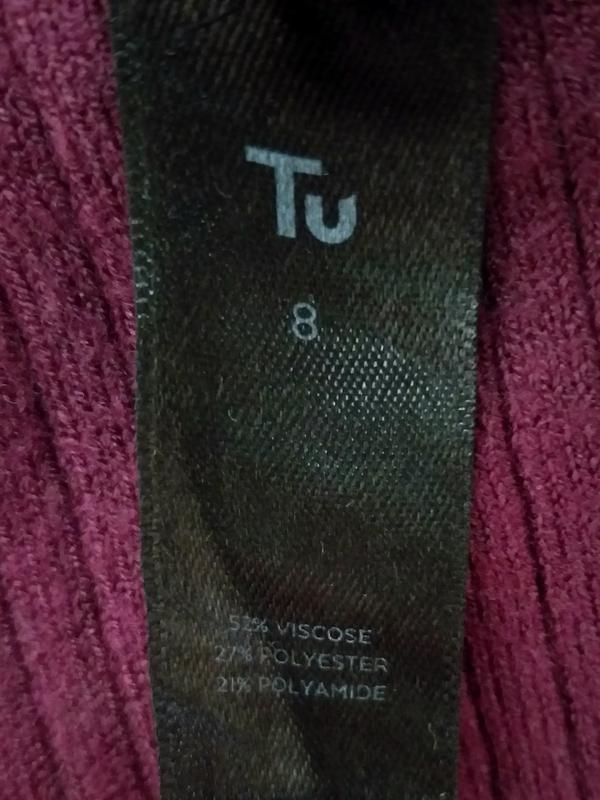 Tu
8
52% VISCOSE
27% POLYESTER
21% POLYAMIDE